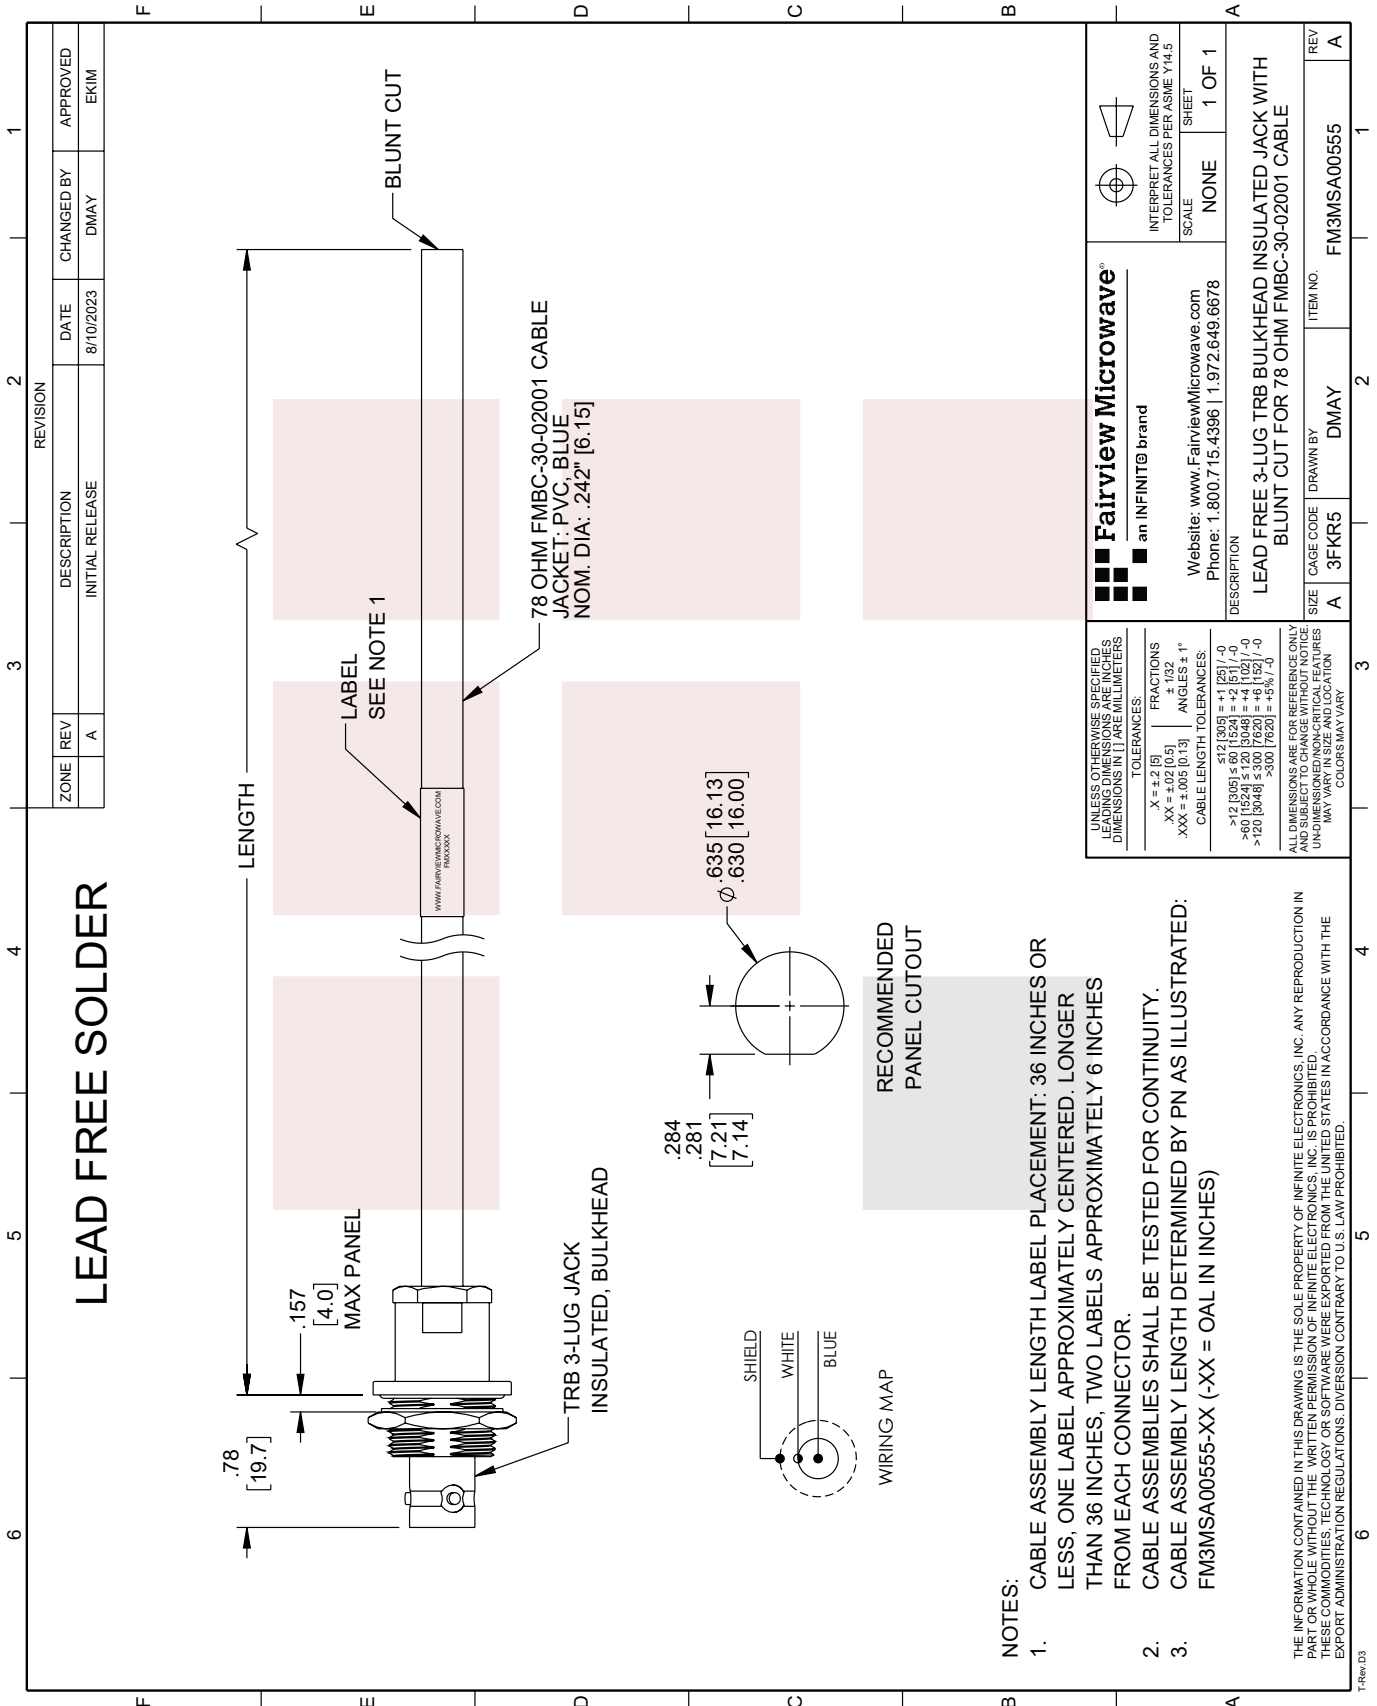 LEAD FREE SOLDER
REVISION
ZONE REV DESCRIPTION DATE CHANGED BY APPROVED
A INITIAL RELEASE 8/10/2023 DMAY EKIM
6 5 4 3 2 1
F
E
D
C
B
A
.78
[19.7]
.157
[4.0]
MAX PANEL
LENGTH
LABEL
SEE NOTE 1
BLUNT CUT
WWW.FAIRVIEWMICROWAVE.COM
FMXXXXX
TRB 3-LUG JACK
INSULATED, BULKHEAD
78 OHM FMBC-30-02001 CABLE
JACKET: PVC, BLUE
NOM. DIA: .242" [6.15]
SHIELD
WHITE
BLUE
WIRING MAP
.284
.281
[7.21]
[7.14]
Ø .635 [16.13]
.630 [16.00]
RECOMMENDED
PANEL CUTOUT
NOTES:
1. CABLE ASSEMBLY LENGTH LABEL PLACEMENT: 36 INCHES OR
LESS, ONE LABEL APPROXIMATELY CENTERED. LONGER
THAN 36 INCHES, TWO LABELS APPROXIMATELY 6 INCHES
FROM EACH CONNECTOR.
2. CABLE ASSEMBLIES SHALL BE TESTED FOR CONTINUITY.
3. CABLE ASSEMBLY LENGTH DETERMINED BY PN AS ILLUSTRATED:
FM3MSA00555-XX (-XX = OAL IN INCHES)
THE INFORMATION CONTAINED IN THIS DRAWING IS THE SOLE PROPERTY OF INFINITE ELECTRONICS, INC. ANY REPRODUCTION IN
PART OR WHOLE WITHOUT THE WRITTEN PERMISSION OF INFINITE ELECTRONICS, INC. IS PROHIBITED.
THESE COMMODITIES, TECHNOLOGY OR SOFTWARE WERE EXPORTED FROM THE UNITED STATES IN ACCORDANCE WITH THE
EXPORT ADMINISTRATION REGULATIONS. DIVERSION CONTRARY TO U.S. LAW PROHIBITED.
UNLESS OTHERWISE SPECIFIED
LEADING DIMENSIONS ARE INCHES
DIMENSIONS IN [ ] ARE MILLIMETERS
TOLERANCES:
.X = ±.2 [5]
.XX = ±.02 [0.5]
.XXX = ±.005 [0.13]
FRACTIONS
± 1/32
ANGLES ± 1°
CABLE LENGTH TOLERANCES:
≤12 [305] = +1 [25] / -0
>12 [305] ≤ 60 [1524] = +2 [51] / -0
>60 [1524] ≤ 120 [3048] = +4 [102] / -0
>120 [3048] ≤ 300 [7620] = +6 [152] / -0
>300 [7620] = +5% / -0
ALL DIMENSIONS ARE FOR REFERENCE ONLY
AND SUBJECT TO CHANGE WITHOUT NOTICE.
UN-DIMENSIONED/NON-CRITICAL FEATURES
MAY VARY IN SIZE AND LOCATION
COLORS MAY VARY
Fairview Microwave®
an INFINIT@ brand
Website: www.FairviewMicrowave.com
Phone: 1.800.715.4396 | 1.972.649.6678
INTERPRET ALL DIMENSIONS AND
TOLERANCES PER ASME Y14.5
SCALE
NONE
SHEET
1 OF 1
DESCRIPTION
LEAD FREE 3-LUG TRB BULKHEAD INSULATED JACK WITH
BLUNT CUT FOR 78 OHM FMBC-30-02001 CABLE
SIZE
A
CAGE CODE
3FKR5
DRAWN BY
DMAY
ITEM NO.
FM3MSA00555
REV
A
F
E
D
C
B
A
6 5 4 3 2 1
T-Rev.D3